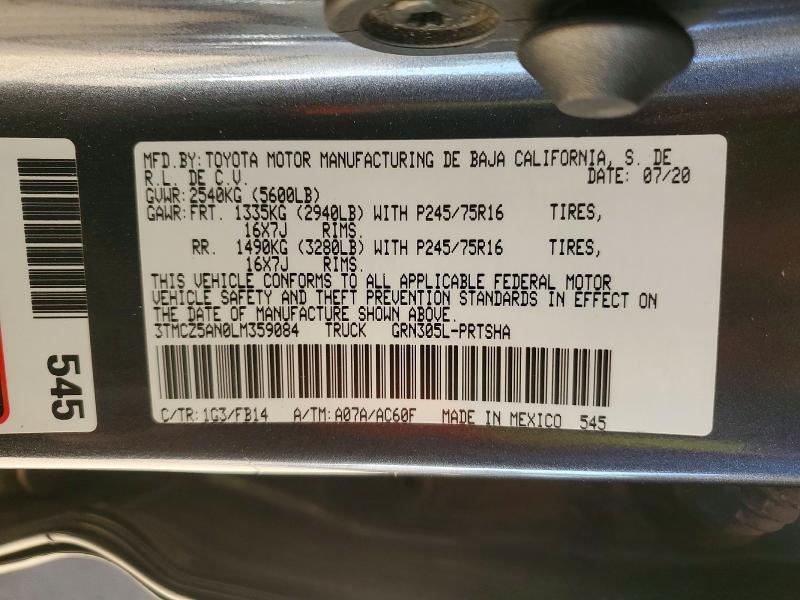 MFD.BY:TOYOTA MOTOR MANUFACTURING DE BAJA CALIFORNIA, S. DE
R.L. DE C.V. DATE: 07/20
GVWR:2540KG (5600LB)
GAWR:FRT. 1335KG (2940LB) WITH P245/75R16 TIRES,
16X7J RIMS.
RR. 1490KG (3280LB) WITH P245/75R16 TIRES,
16X7J RIMS.
THIS VEHICLE CONFORMS TO ALL APPLICABLE FEDERAL MOTOR
VEHICLE SAFETY AND THEFT PREVENTION STANDARDS IN EFFECT ON
THE DATE OF MANUFACTURE SHOWN ABOVE.
3TMCZ5AN0LM359084 TRUCK GRN305L-PRTSHA
C/TR:1G3/FB14 A/TM:A07A/AC60F MADE IN MEXICO 545
545